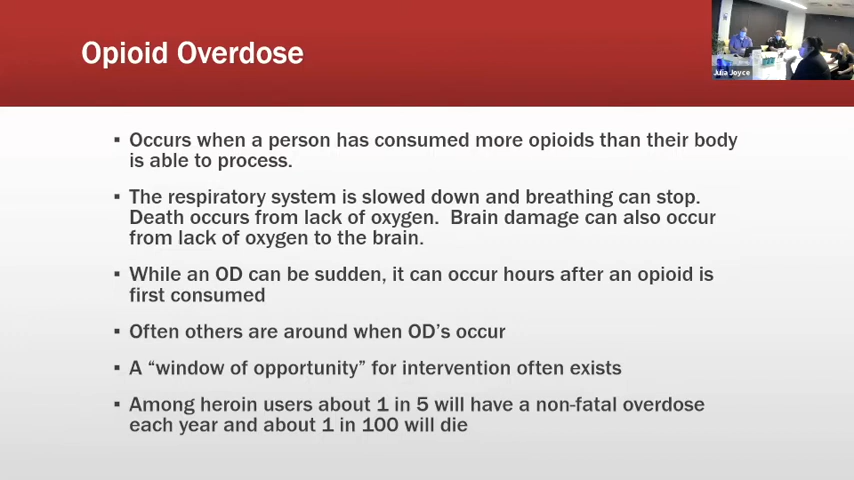 Opioid Overdose
Julia Joyce
▪ Occurs when a person has consumed more opioids than their body
is able to process.
▪ The respiratory system is slowed down and breathing can stop.
Death occurs from lack of oxygen. Brain damage can also occur
from lack of oxygen to the brain.
▪ While an OD can be sudden, it can occur hours after an opioid is
first consumed
▪ Often others are around when OD’s occur
▪ A “window of opportunity” for intervention often exists
▪ Among heroin users about 1 in 5 will have a non-fatal overdose
each year and about 1 in 100 will die